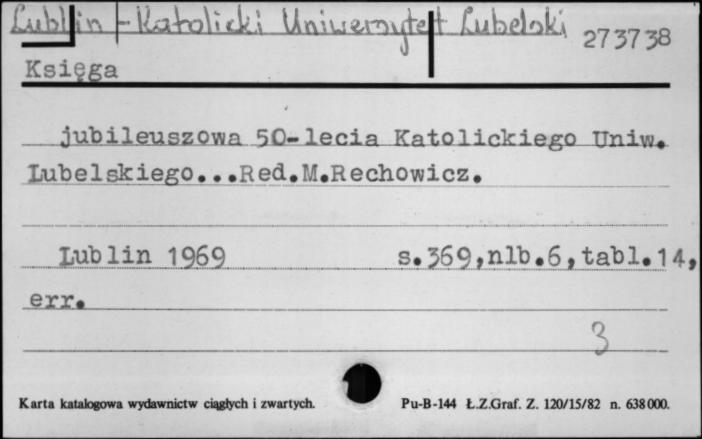 Lublin - Katolicki Uniwersytet Lubelski 273738
Księga
jubileuszowa 50-lecia Katolickiego Uniw.
Lubelskiego...Red.M.Rechowicz.
Lublin 1969 s.369,nlb.6,tabl.14,
err.
3
Karta katalogowa wydawnictw ciągłych i zwartych. Pu-B-144 Ł.Z.Graf. Z. 120/15/82 n. 638000.